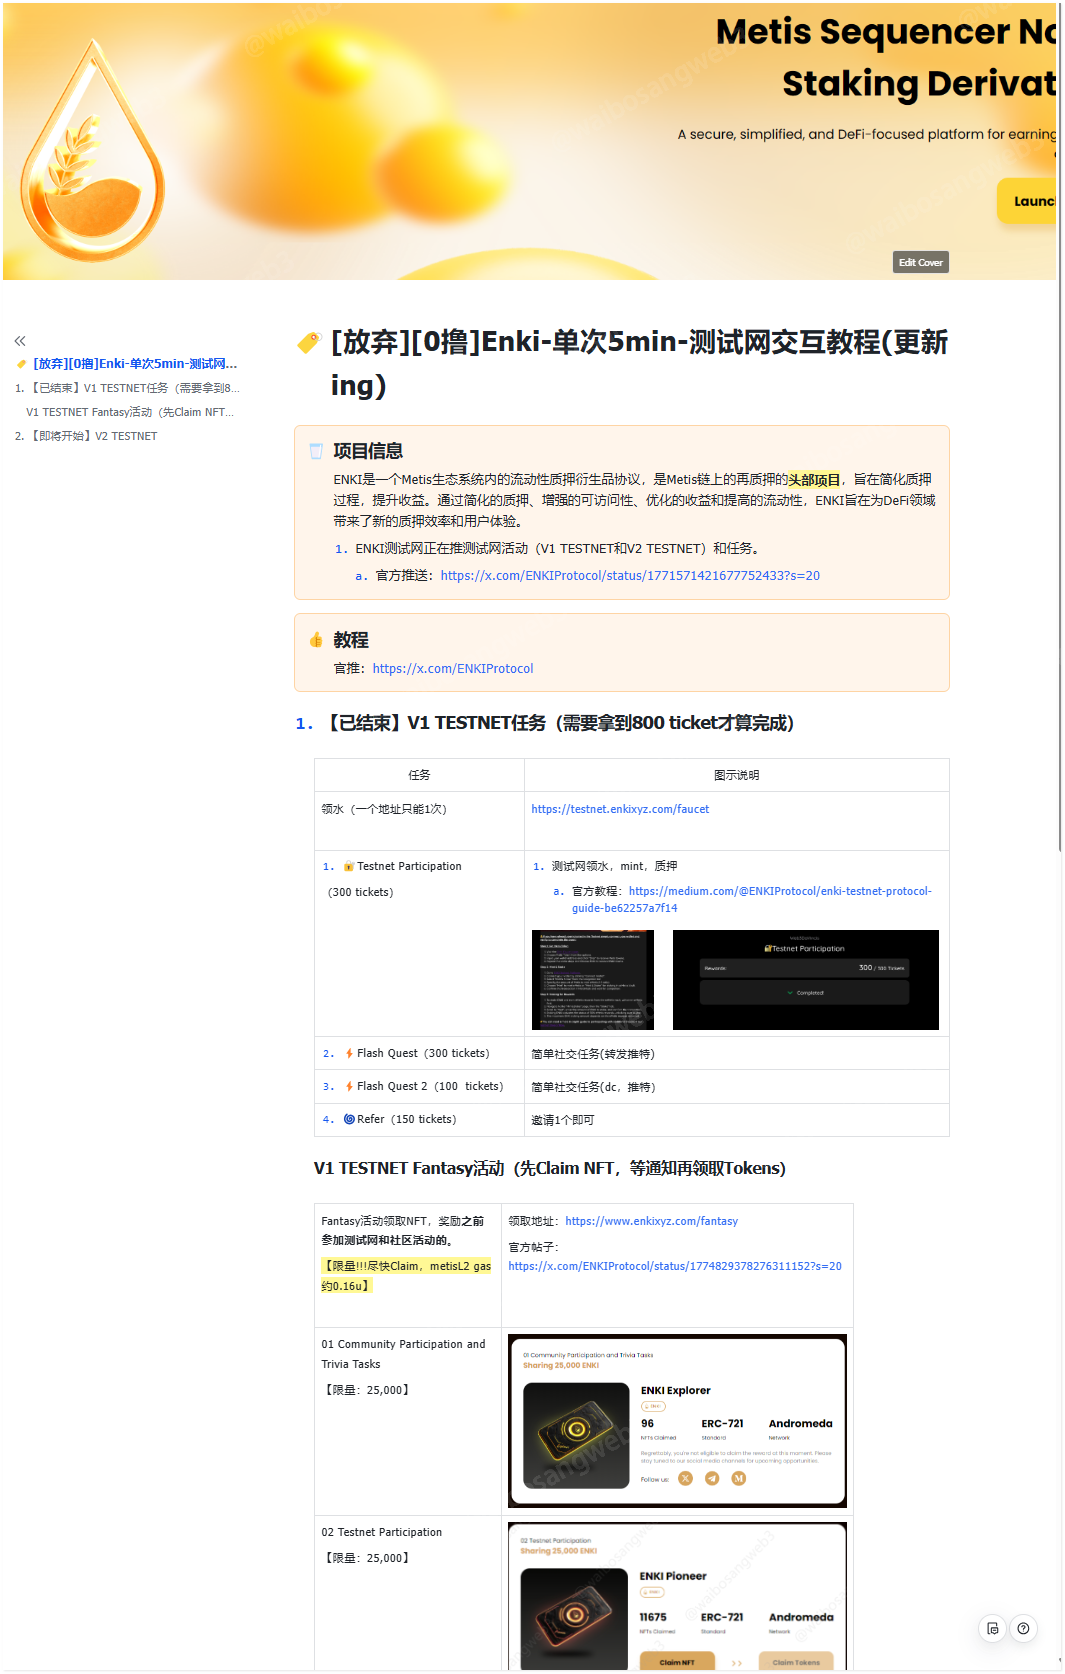 Metis Sequencer No
Staking Derivat
A secure, simplified, and DeFi-focused platform for earning
Launc
Edit Cover
[放弃][0撸]Enki-单次5min-测试网...
1. 【已结束】V1 TESTNET任务（需要拿到8...
V1 TESTNET Fantasy活动（先Claim NFT...
2. 【即将开始】V2 TESTNET
[放弃][0撸]Enki-单次5min-测试网交互教程(更新
ing)
项目信息
ENKI是一个Metis生态系统内的流动性质押衍生品协议，是Metis链上的再质押的头部项目，旨在简化质押
过程，提升收益。通过简化的质押、增强的可访问性、优化的收益和提高的流动性，ENKI旨在为DeFi领域
带来了新的质押效率和用户体验。
1. ENKI测试网正在推测试网活动（V1 TESTNET和V2 TESTNET）和任务。
a. 官方推送：https://x.com/ENKIProtocol/status/1771571421677752433?s=20
教程
官推：https://x.com/ENKIProtocol
1. 【已结束】V1 TESTNET任务（需要拿到800 ticket才算完成）
任务
图示说明
领水（一个地址只能1次）
https://testnet.enkixyz.com/faucet
1. Testnet Participation
（300 tickets）
1. 测试网领水，mint，质押
a. 官方教程：https://medium.com/@ENKIProtocol/enki-testnet-protocol-
guide-be62257a7f14
Testnet Participation
Rewards:
300 / 300 Tickets
Completed!
2. Flash Quest（300 tickets）
简单社交任务(转发推特)
3. Flash Quest 2（100 tickets）
简单社交任务(dc，推特)
4. Refer（150 tickets）
邀请1个即可
V1 TESTNET Fantasy活动（先Claim NFT，等通知再领取Tokens）
Fantasy活动领取NFT，奖励之前
参加测试网和社区活动的。
【限量!!!尽快Claim，metisL2 gas
约0.16u】
领取地址：https://www.enkixyz.com/fantasy
官方帖子：
https://x.com/ENKIProtocol/status/1774829378276311152?s=20
01 Community Participation and
Trivia Tasks
【限量：25,000】
01 Community Participation and Trivia Tasks
Sharing 25,000 ENKI
ENKI Explorer
96
ERC-721
Andromeda
NFTs Claimed
Standard
Network
Regrettably, you're not eligible to claim the reward at this moment. Please
stay tuned to our social media channels for upcoming opportunities.
Follow us:
02 Testnet Participation
【限量：25,000】
02 Testnet Participation
Sharing 25,000 ENKI
ENKI Pioneer
11675
ERC-721
Andromeda
NFTs Claimed
Standard
Network
Claim NFT
>>
Claim Tokens
@waibosangweb3